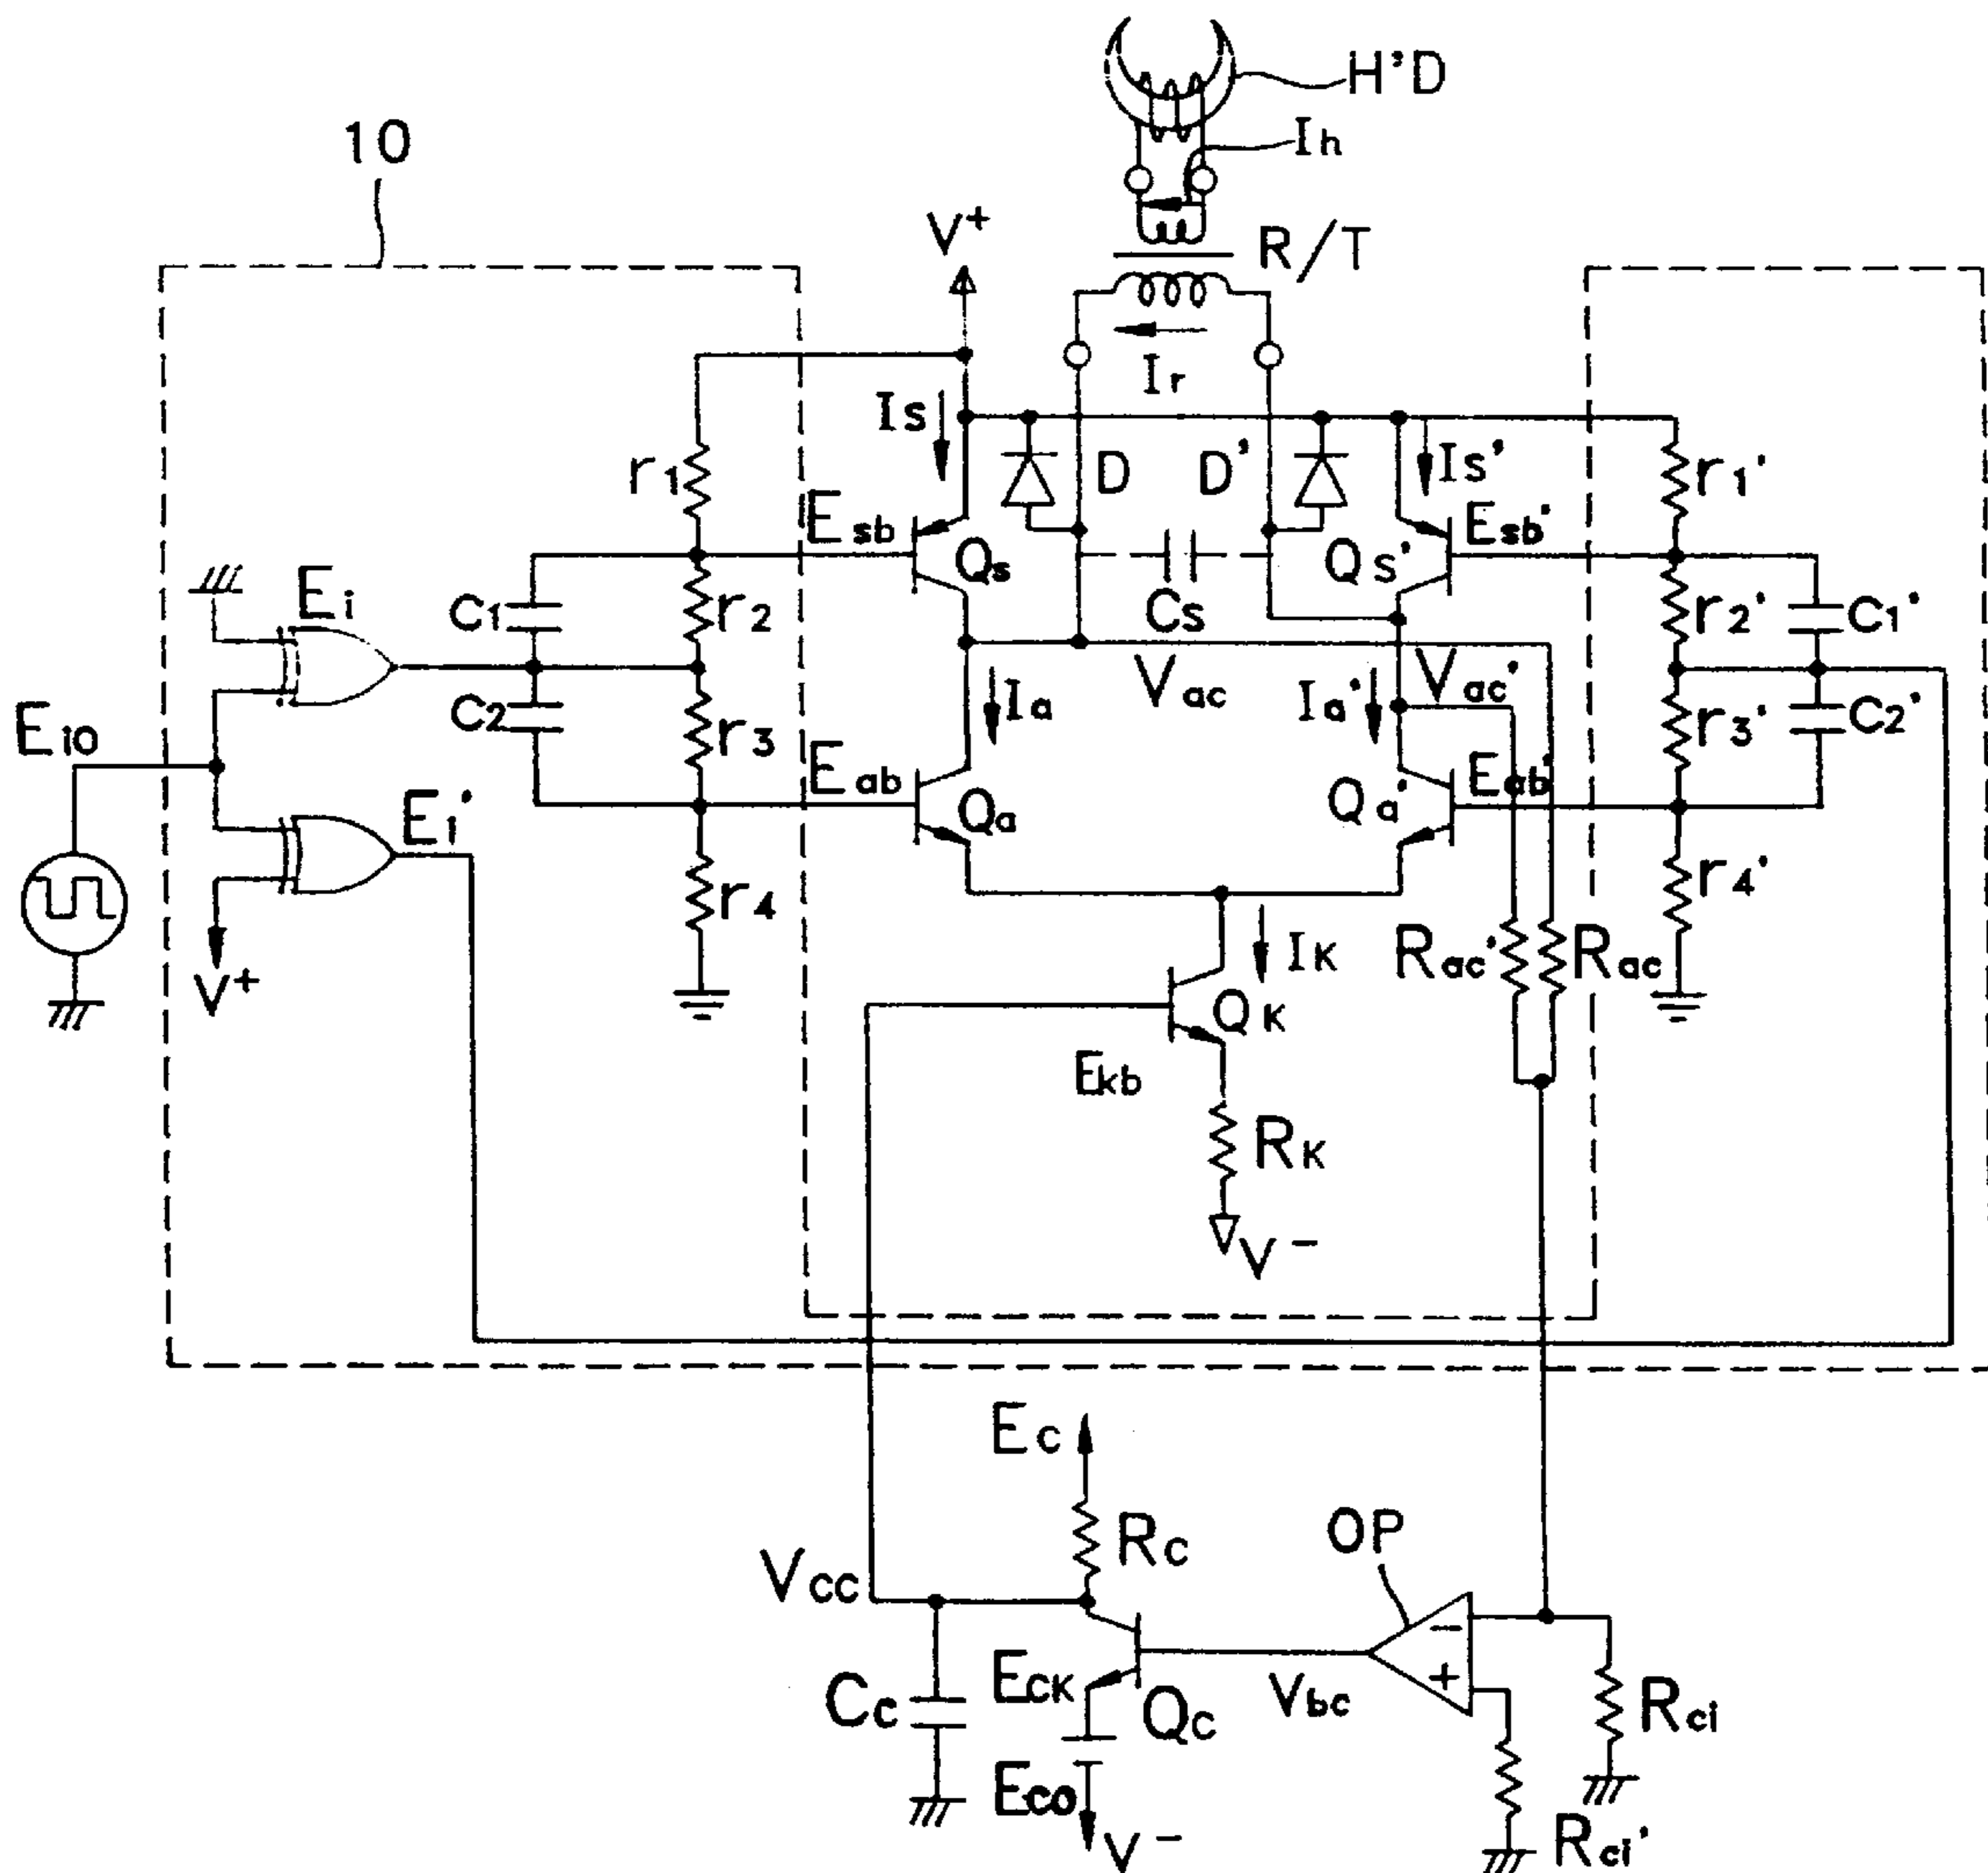 H'D
10
Ih
V+
R/T
Ir
Is
D
D'
Is'
r1
r1'
Esb
Esb'
Qs
Qs'
Ei
C1
r2
Cs
r2'
C1'
Vac
Vac'
Ia
Ia'
C2
r3
r3'
C2'
Eio
Eab
Eab'
Qa
Qa'
Ei'
r4
r4'
V+
IK
Rac'
Rac
QK
Ekb
RK
V-
Ec
Rc
OP
Vcc
-
+
Cc
ECK
Qc
Vbc
Rci
Eco
V-
Rci'